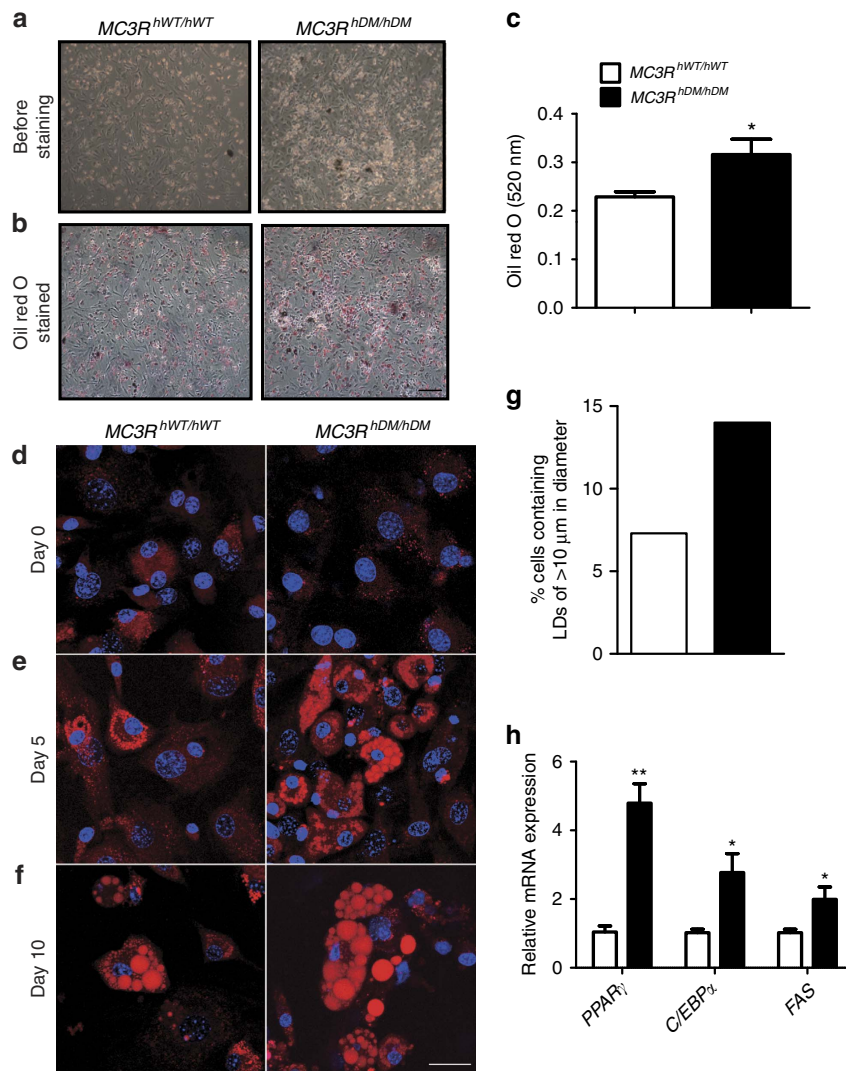 a
MC3R^hWT/hWT
MC3R^hDM/hDM
Before
staining
b
Oil red O
stained
c
MC3R^hWT/hWT
MC3R^hDM/hDM
Oil red O (520 nm)
0.4
0.3
0.2
0.1
0.0
*
MC3R^hWT/hWT
MC3R^hDM/hDM
d
Day 0
e
Day 5
f
Day 10
g
% cells containing
LDs of >10 μm in diameter
15
10
5
0
h
Relative mRNA expression
6
4
2
0
**
*
*
PPARγ
C/EBPα
FAS